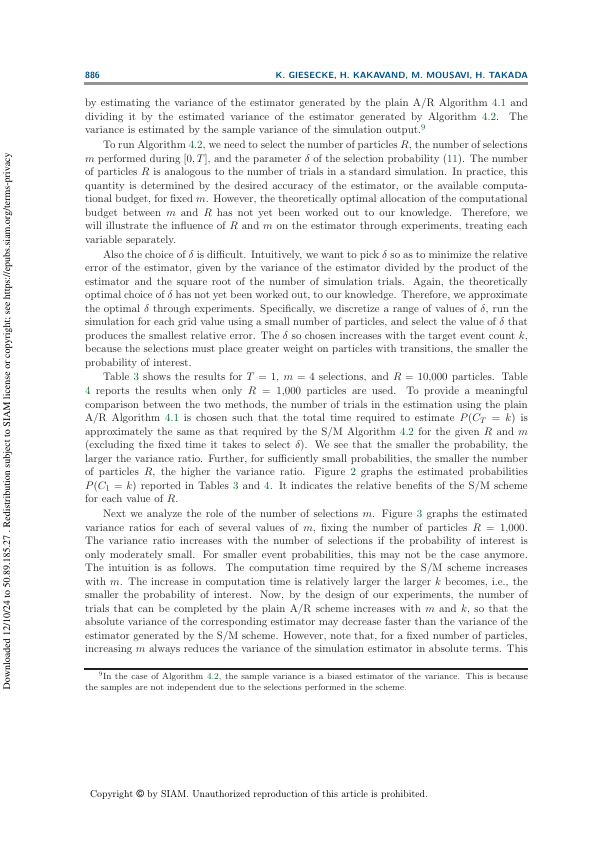 886
K. GIESECKE, H. KAKAVAND, M. MOUSAVI, H. TAKADA
by estimating the variance of the estimator generated by the plain A/R Algorithm 4.1 and
dividing it by the estimated variance of the estimator generated by Algorithm 4.2. The
variance is estimated by the sample variance of the simulation output.⁹
To run Algorithm 4.2, we need to select the number of particles R, the number of selections
m performed during [0, T], and the parameter δ of the selection probability (11). The number
of particles R is analogous to the number of trials in a standard simulation. In practice, this
quantity is determined by the desired accuracy of the estimator, or the available computa-
tional budget, for fixed m. However, the theoretically optimal allocation of the computational
budget between m and R has not yet been worked out to our knowledge. Therefore, we
will illustrate the influence of R and m on the estimator through experiments, treating each
variable separately.
Also the choice of δ is difficult. Intuitively, we want to pick δ so as to minimize the relative
error of the estimator, given by the variance of the estimator divided by the product of the
estimator and the square root of the number of simulation trials. Again, the theoretically
optimal choice of δ has not yet been worked out, to our knowledge. Therefore, we approximate
the optimal δ through experiments. Specifically, we discretize a range of values of δ, run the
simulation for each grid value using a small number of particles, and select the value of δ that
produces the smallest relative error. The δ so chosen increases with the target event count k,
because the selections must place greater weight on particles with transitions, the smaller the
probability of interest.
Table 3 shows the results for T = 1, m = 4 selections, and R = 10,000 particles. Table
4 reports the results when only R = 1,000 particles are used. To provide a meaningful
comparison between the two methods, the number of trials in the estimation using the plain
A/R Algorithm 4.1 is chosen such that the total time required to estimate P(C_T = k) is
approximately the same as that required by the S/M Algorithm 4.2 for the given R and m
(excluding the fixed time it takes to select δ). We see that the smaller the probability, the
larger the variance ratio. Further, for sufficiently small probabilities, the smaller the number
of particles R, the higher the variance ratio. Figure 2 graphs the estimated probabilities
P(C₁ = k) reported in Tables 3 and 4. It indicates the relative benefits of the S/M scheme
for each value of R.
Next we analyze the role of the number of selections m. Figure 3 graphs the estimated
variance ratios for each of several values of m, fixing the number of particles R = 1,000.
The variance ratio increases with the number of selections if the probability of interest is
only moderately small. For smaller event probabilities, this may not be the case anymore.
The intuition is as follows. The computation time required by the S/M scheme increases
with m. The increase in computation time is relatively larger the larger k becomes, i.e., the
smaller the probability of interest. Now, by the design of our experiments, the number of
trials that can be completed by the plain A/R scheme increases with m and k, so that the
absolute variance of the corresponding estimator may decrease faster than the variance of the
estimator generated by the S/M scheme. However, note that, for a fixed number of particles,
increasing m always reduces the variance of the simulation estimator in absolute terms. This
⁹In the case of Algorithm 4.2, the sample variance is a biased estimator of the variance. This is because
the samples are not independent due to the selections performed in the scheme.
Copyright © by SIAM. Unauthorized reproduction of this article is prohibited.
Downloaded 12/10/24 to 50.89.185.27 . Redistribution subject to SIAM license or copyright; see https://epubs.siam.org/terms-privacy